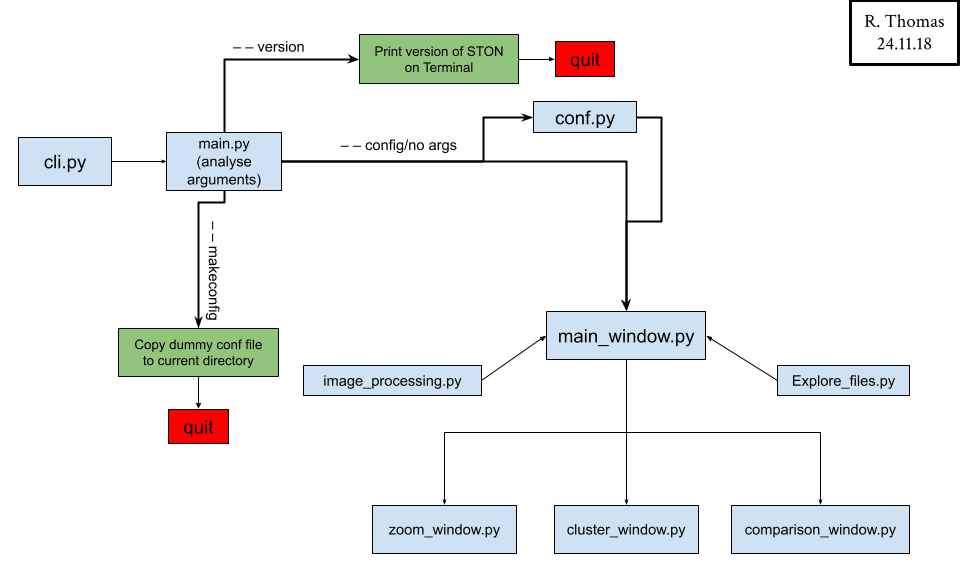 R. Thomas
24.11.18
– – version
Print version of STON
on Terminal
quit
conf.py
– – config/no args
cli.py
main.py
(analyse
arguments)
– – makeconfig
Copy dummy conf file
to current directory
quit
main_window.py
image_processing.py
Explore_files.py
zoom_window.py
cluster_window.py
comparison_window.py